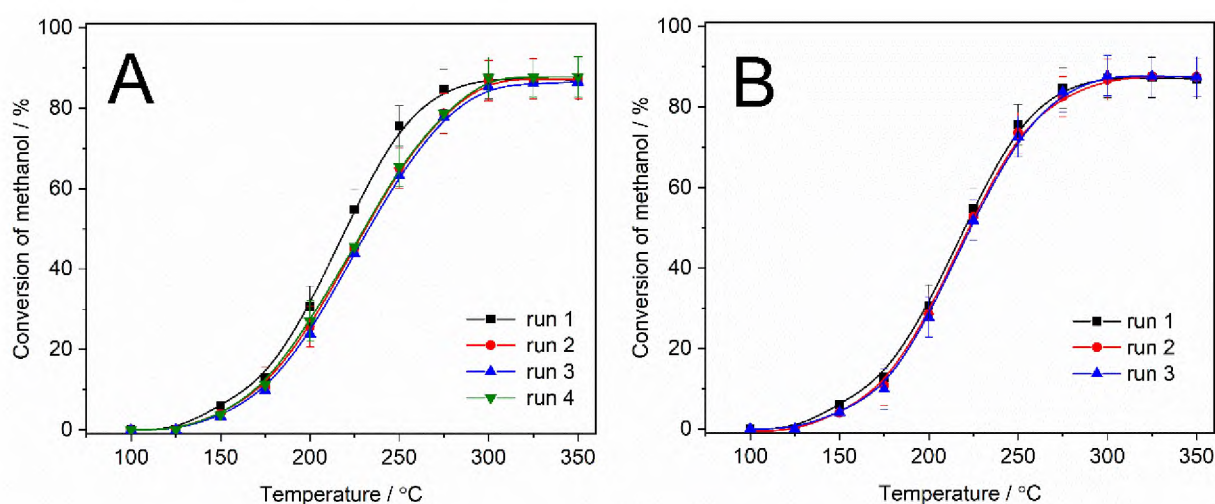 A
Conversion of methanol / %
100
80
60
40
20
0
100 150 200 250 300 350
Temperature / °C
run 1
run 2
run 3
run 4
B
Conversion of methanol / %
100
80
60
40
20
0
100 150 200 250 300 350
Temperature / °C
run 1
run 2
run 3